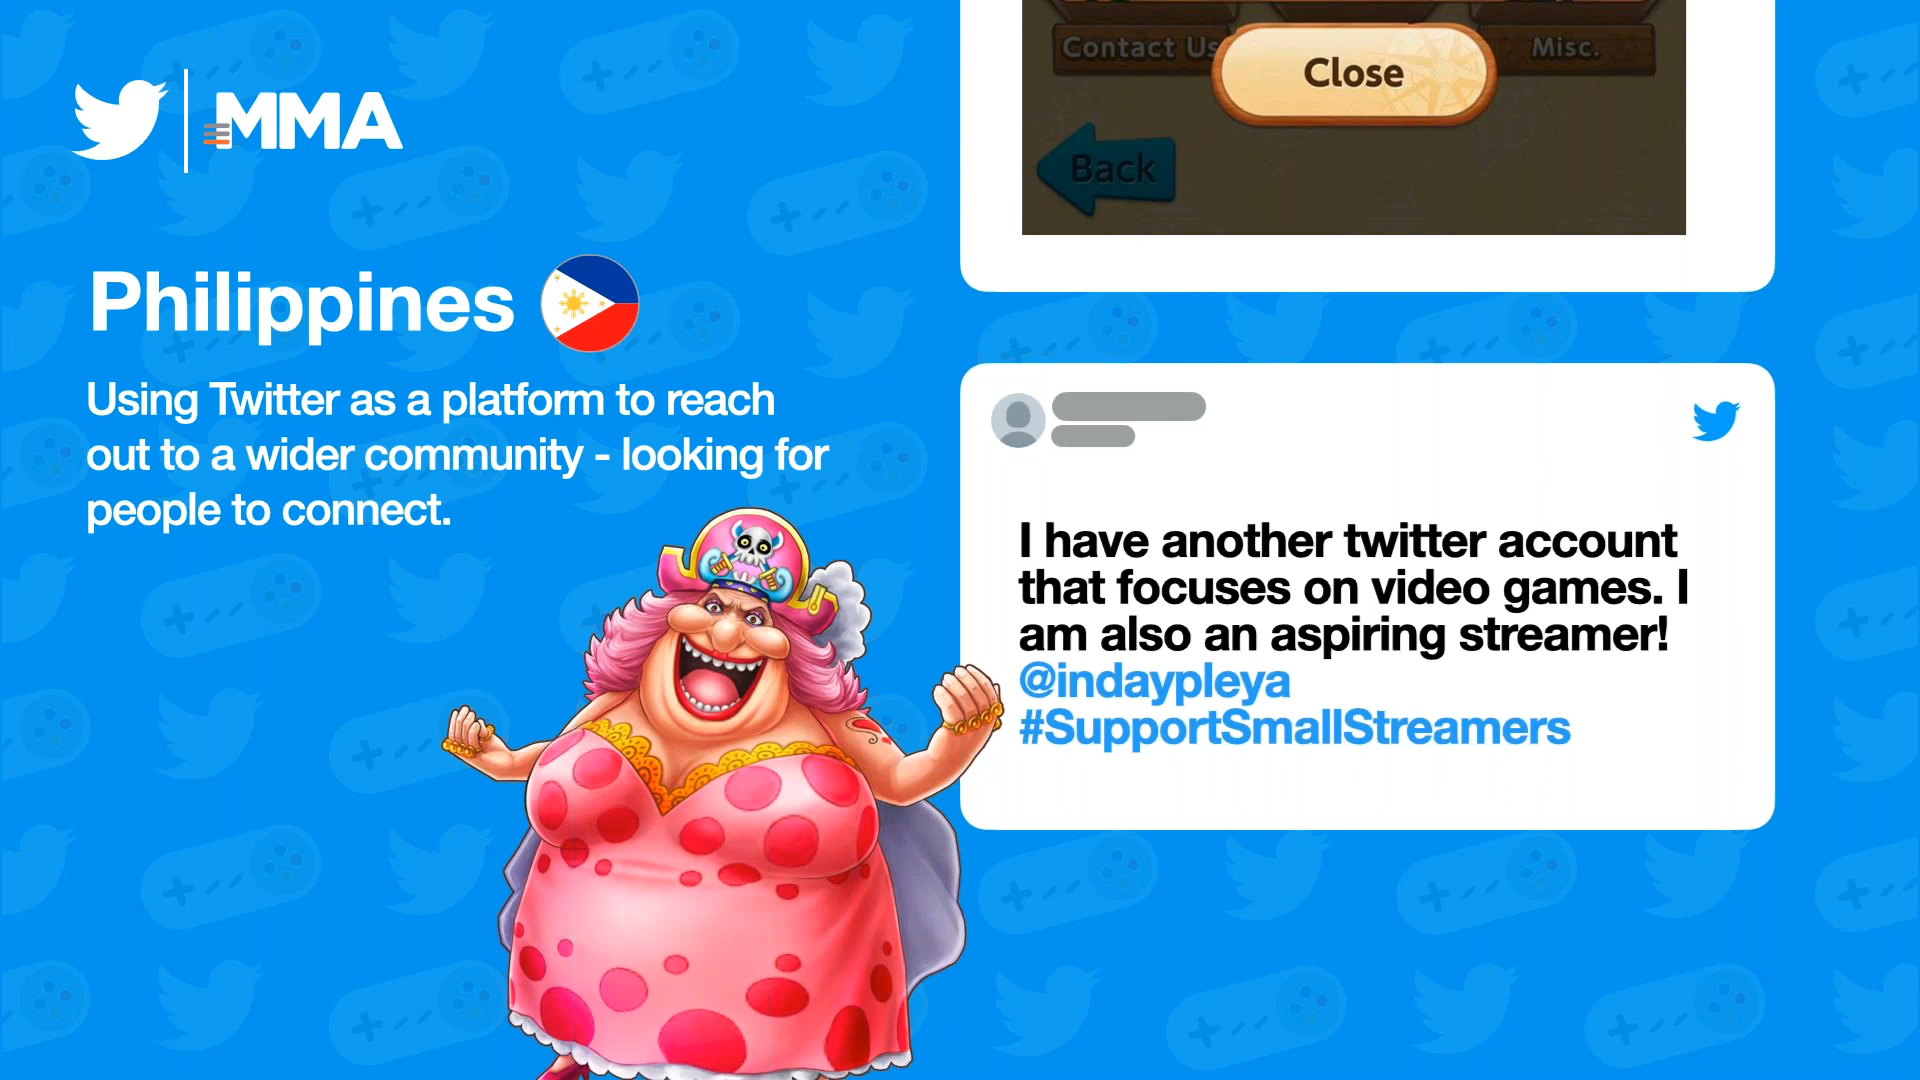 MMA
Philippines
Using Twitter as a platform to reach
out to a wider community - looking for
people to connect.
Contact Us
Close
Misc.
Back
I have another twitter account
that focuses on video games. I
am also an aspiring streamer!
@indaypleya
#SupportSmallStreamers